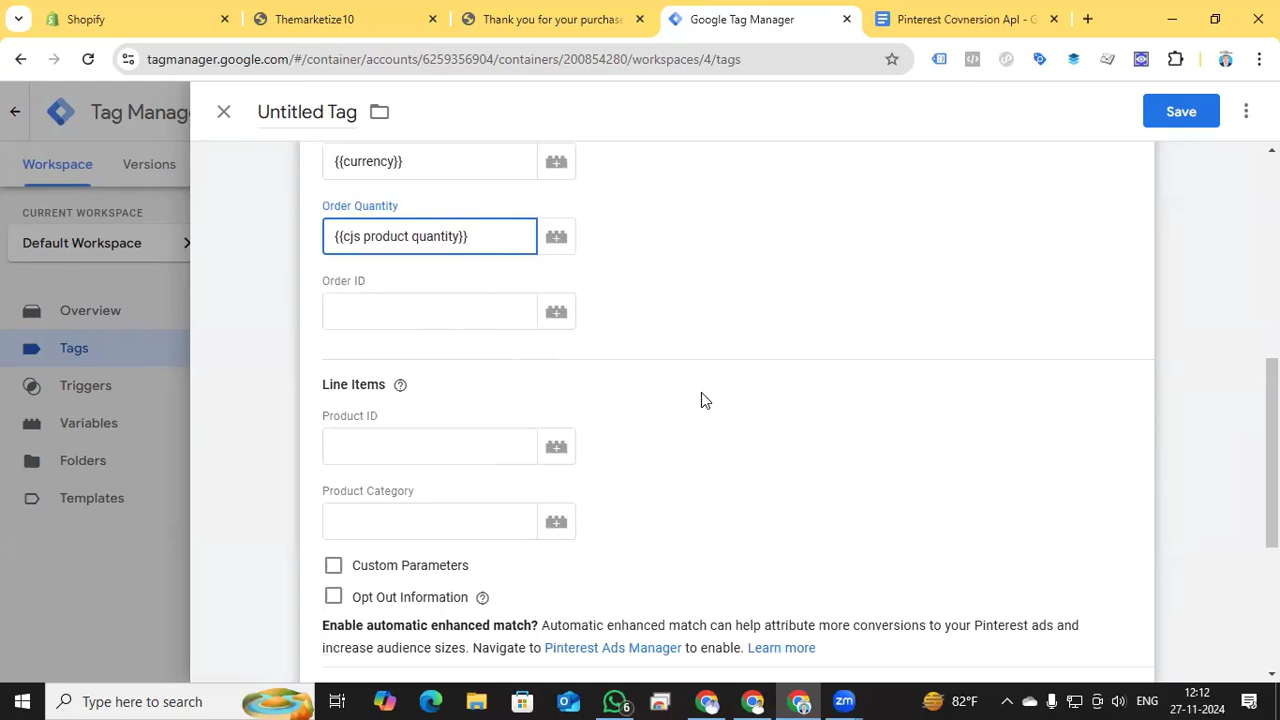 Shopify
Themarketize10
Thank you for your purchase
Google Tag Manager
Pinterest Covnersion ApI - G
tagmanager.google.com/#/container/accounts/6259356904/containers/200854280/workspaces/4/tags
Tag Manag
Untitled Tag
Save
Workspace
Versions
{{currency}}
CURRENT WORKSPACE
Default Workspace
Order Quantity
{{cjs product quantity}}
Order ID
Overview
Tags
Triggers
Variables
Folders
Templates
Line Items
Product ID
Product Category
Custom Parameters
Opt Out Information
Enable automatic enhanced match? Automatic enhanced match can help attribute more conversions to your Pinterest ads and
increase audience sizes. Navigate to Pinterest Ads Manager to enable. Learn more
Type here to search
6
zm
82°F
ENG
12:12
27-11-2024